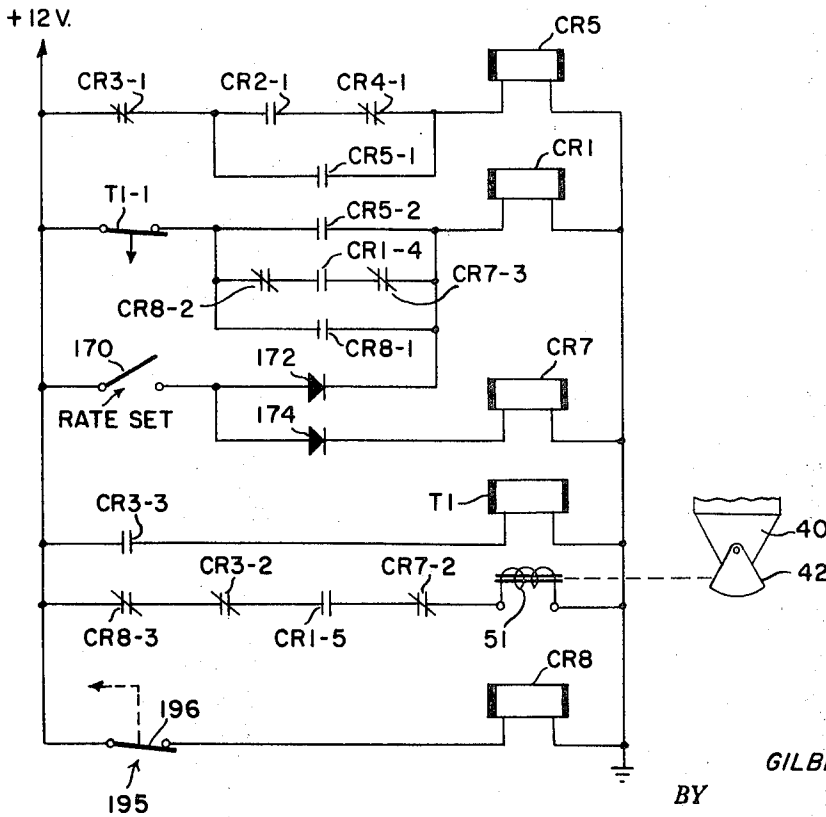 +12 V.
CR5
CR3-1
CR2-1
CR4-1
CR5-1
CR1
T1-1
CR5-2
CR1-4
CR8-2
CR7-3
CR8-1
170
172
CR7
RATE SET
174
CR3-3
T1
40
CR3-2
CR7-2
42
CR8-3
CR1-5
51
CR8
196
195
GILB
BY